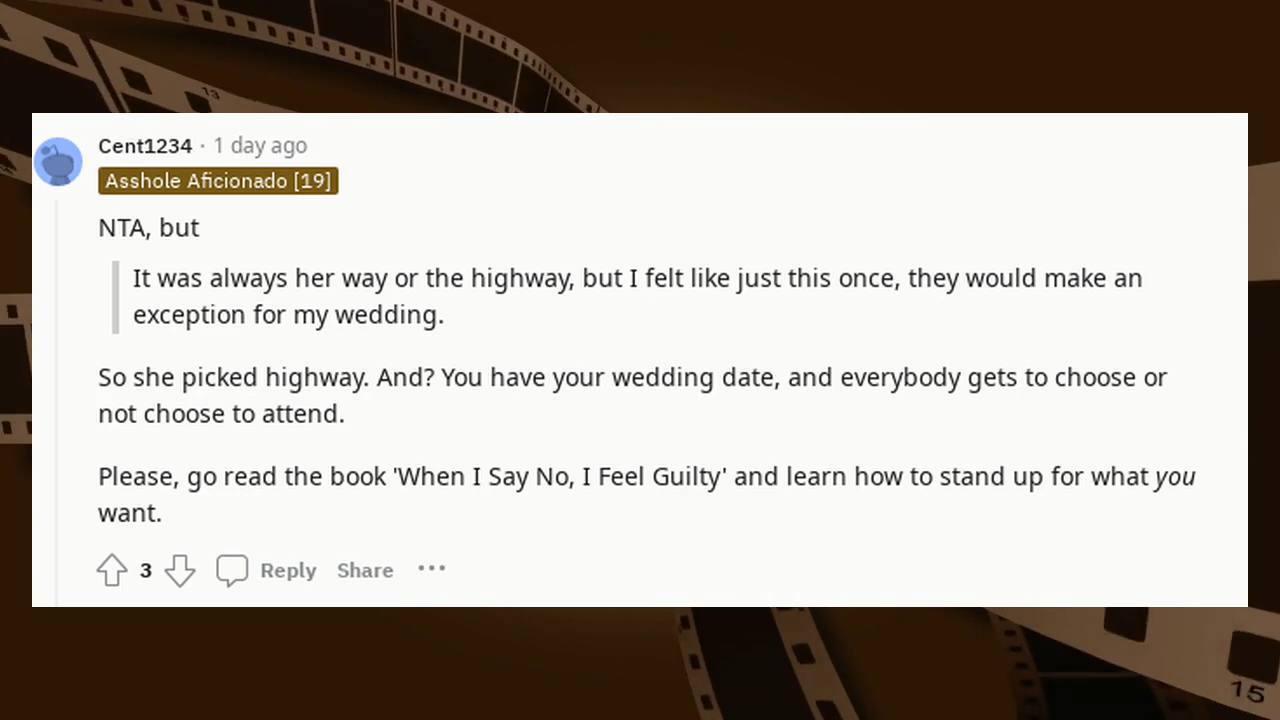 13
Cent1234 · 1 day ago
Asshole Aficionado [19]
NTA, but
It was always her way or the highway, but I felt like just this once, they would make an
exception for my wedding.
So she picked highway. And? You have your wedding date, and everybody gets to choose or
not choose to attend.
Please, go read the book 'When I Say No, I Feel Guilty' and learn how to stand up for what you
want.
3 Reply Share ···
15